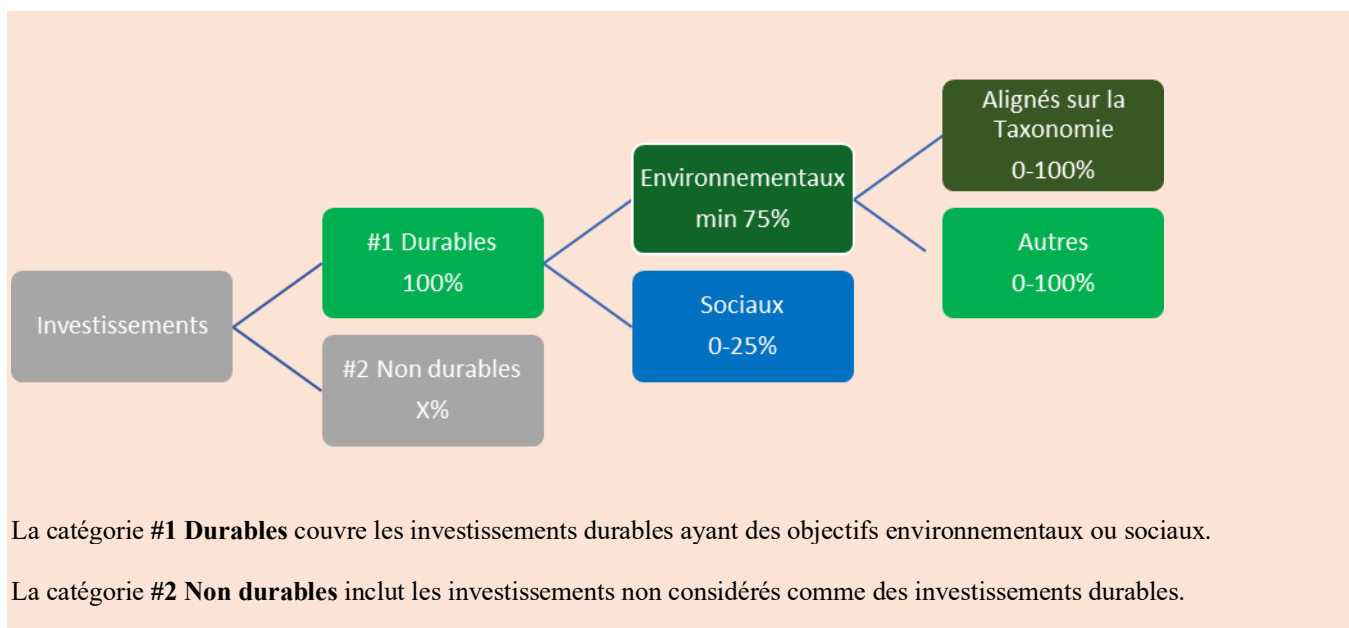 Alignés sur la
Taxonomie
0-100%
Environnementaux
min 75%
#1 Durables
100%
Autres
0-100%
Investissements
Sociaux
0-25%
#2 Non durables
X%
La catégorie #1 Durables couvre les investissements durables ayant des objectifs environnementaux ou sociaux.
La catégorie #2 Non durables inclut les investissements non considérés comme des investissements durables.